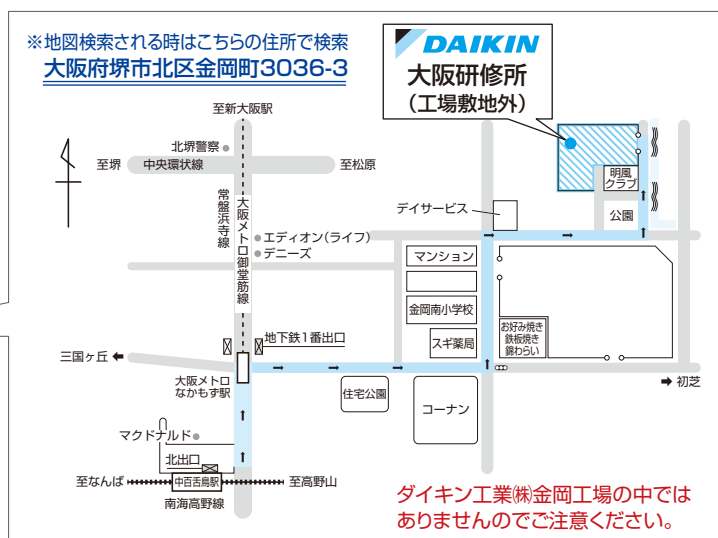 ※地図検索される時はこちらの住所で検索
大阪府堺市北区金岡町3036-3
DAIKIN
大阪研修所
（工場敷地外）
至新大阪駅
北堺警察
至堺
中央環状線
至松原
常盤浜寺線
大阪メトロ御堂筋線
エディオン(ライフ)
デニーズ
デイサービス
明風
クラブ
公園
マンション
金岡南小学校
スギ薬局
お好み焼き
鉄板焼き
錦わらい
地下鉄1番出口
三国ヶ丘
大阪メトロ
なかもず駅
住宅公園
コーナン
初芝
マクドナルド
北出口
至なんば
中百舌鳥駅
至高野山
南海高野線
ダイキン工業㈱金岡工場の中では
ありませんのでご注意ください。